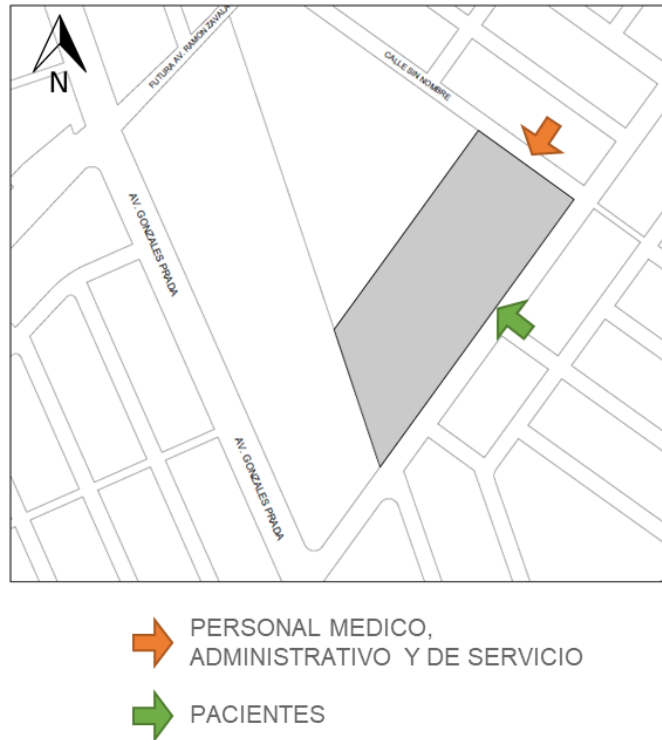 FUTURA AV. RAMON ZAVALA
CALLE SIN NOMBRE
N
AV. GONZALES PRADA
AV. GONZALES PRADA
PERSONAL MEDICO,
ADMINISTRATIVO Y DE SERVICIO
PACIENTES